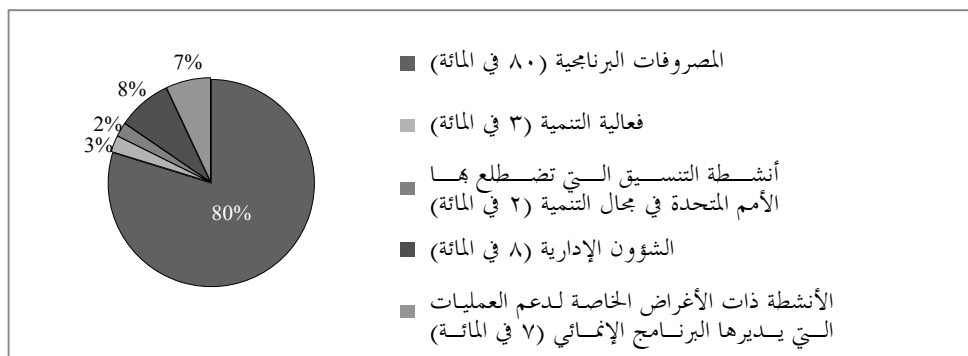 7%
8%
2%
3%
80%
المصروفات البرنامجية (٨٠ في المائة)
فعالية التنمية (٣ في المائة)
أنشطة التنسيق التي تضطلع بها
الأمم المتحدة في مجال التنمية (٢ في المائة)
الشؤون الإدارية (٨ في المائة)
الأنشطة ذات الأغراض الخاصة لدعم العمليات
التي يديرها البرنامج الإنمائي (٧ في المائة)